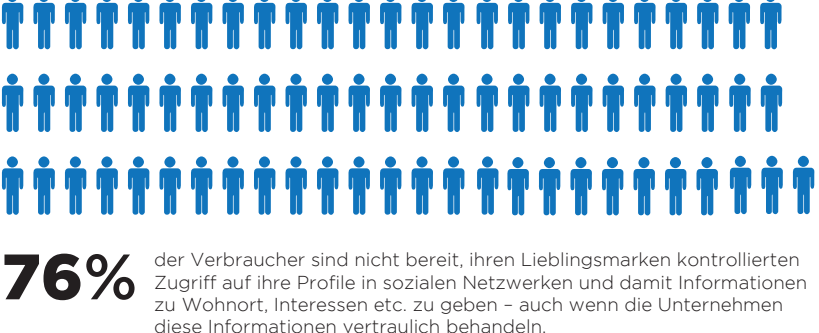 76%
der Verbraucher sind nicht bereit, ihren Lieblingsmarken kontrollierten
Zugriff auf ihre Profile in sozialen Netzwerken und damit Informationen
zu Wohnort, Interessen etc. zu geben – auch wenn die Unternehmen
diese Informationen vertraulich behandeln.